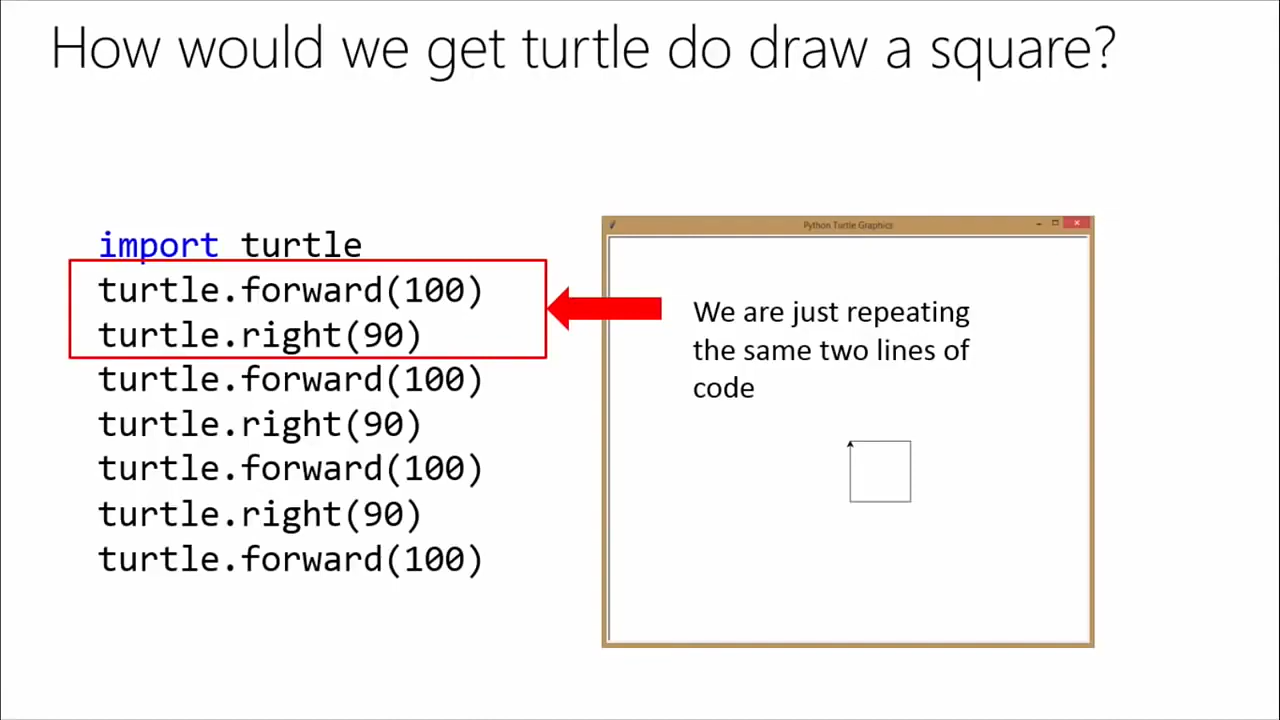 How would we get turtle do draw a square?
import turtle
turtle.forward(100)
turtle.right(90)
turtle.forward(100)
turtle.right(90)
turtle.forward(100)
turtle.right(90)
turtle.forward(100)
Python Turtle Graphics
We are just repeating
the same two lines of
code